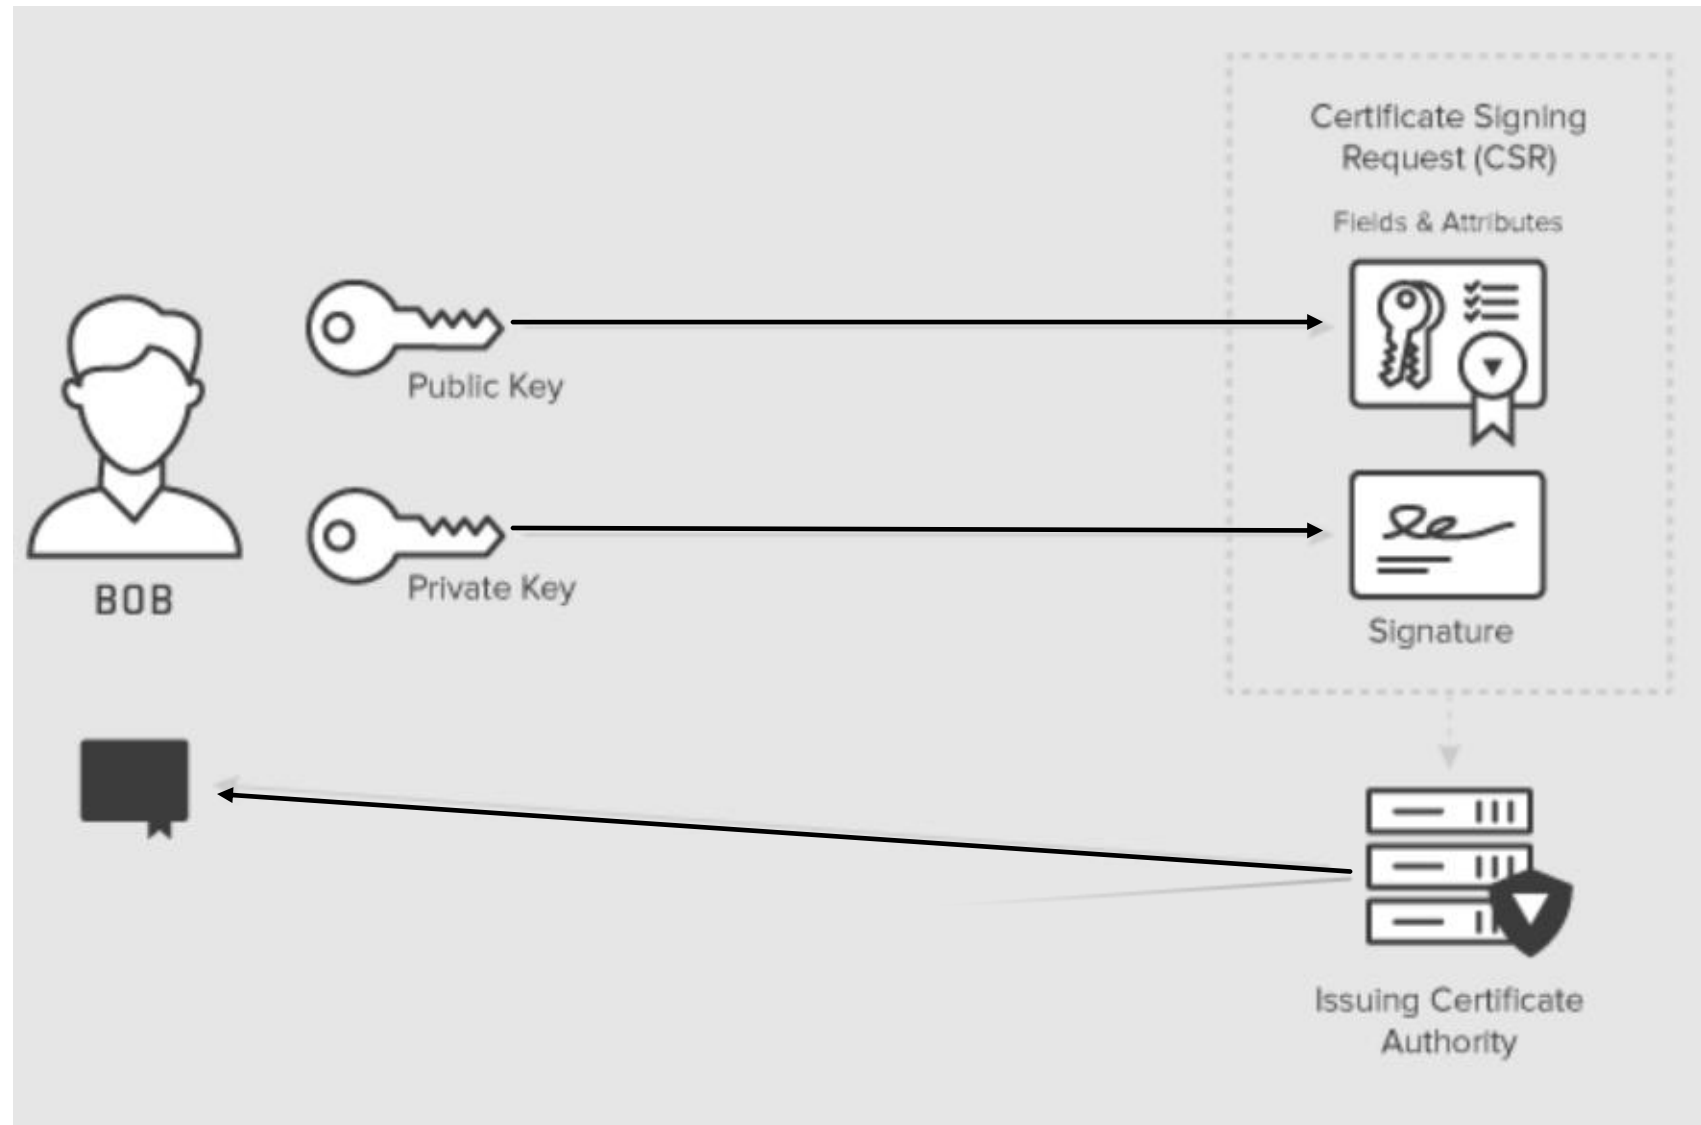 Certificate Signing
Request (CSR)
Fields & Attributes
Public Key
Private Key
BOB
Signature
Issuing Certificate
Authority